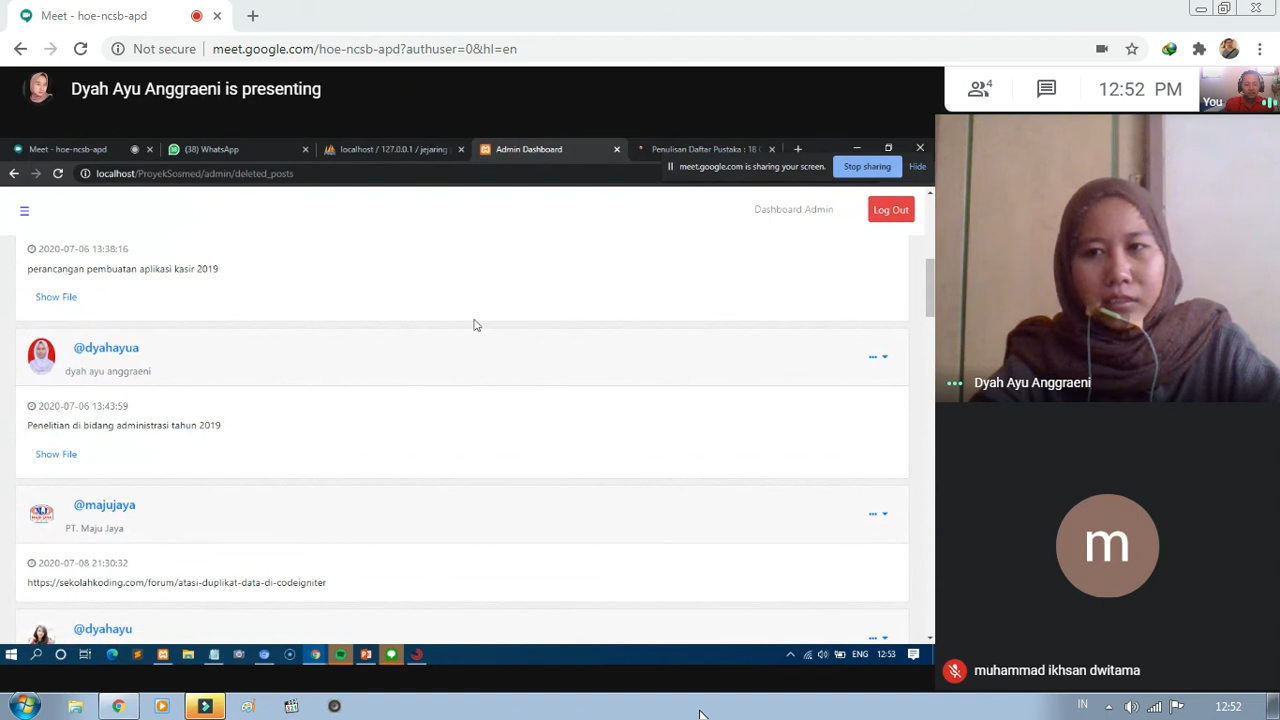 Meet - hoe-ncsb-apd
Not secure meet.google.com/hoe-ncsb-apd?authuser=0&hl=en
Dyah Ayu Anggraeni is presenting
4
12:52 PM
You
Meet - hoe-ncsb-apd
(38) WhatsApp
localhost / 127.0.0.1 / jejaring
Admin Dashboard
Penulisan Daftar Pustaka : 18 C
localhost/ProyekSosmed/admin/deleted_posts
meet.google.com is sharing your screen.
Stop sharing
Hide
Dashboard Admin
Log Out
2020-07-06 13:38:16
perancangan pembuatan aplikasi kasir 2019
Show File
@dyahayua
dyah ayu anggraeni
2020-07-06 13:43:59
Penelitian di bidang administrasi tahun 2019
Show File
@majujaya
PT. Maju Jaya
2020-07-08 21:30:32
https://sekolahkoding.com/forum/atasi-duplikat-data-di-codeigniter
@dyahayu
ENG 12:53
Dyah Ayu Anggraeni
m
muhammad ikhsan dwitama
IN
12:52